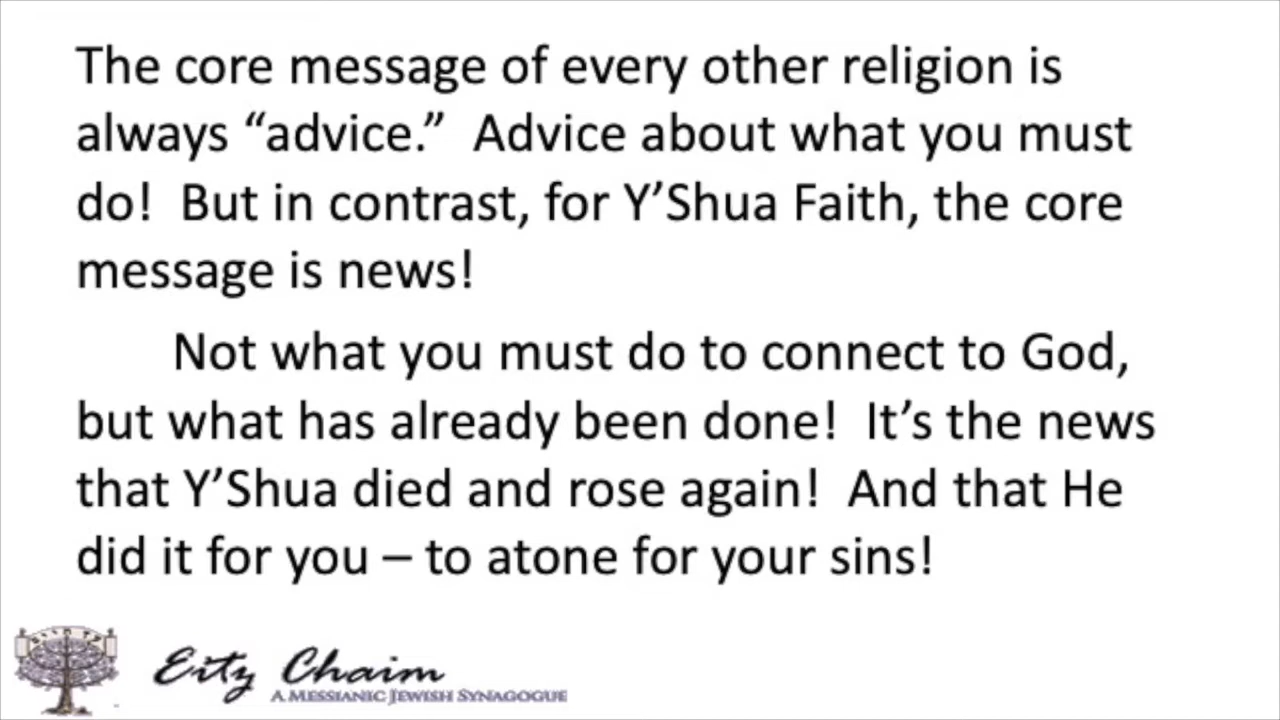 The core message of every other religion is
always “advice.”  Advice about what you must
do!  But in contrast, for Y’Shua Faith, the core
message is news!
Not what you must do to connect to God,
but what has already been done!  It’s the news
that Y’Shua died and rose again!  And that He
did it for you – to atone for your sins!
Eitz Chaim
A Messianic Jewish Synagogue